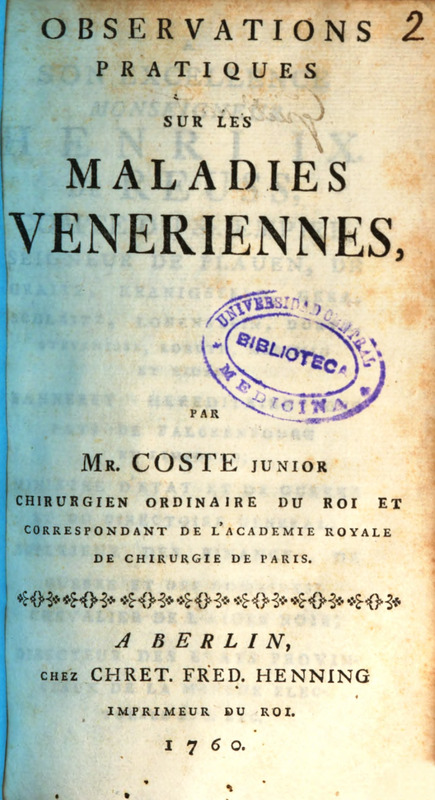 OBSERVATIONS 2
PRATIQUES
SUR LES
MALADIES
VENERIENNES,
UNIVERSIDAD CENTRAL
BIBLIOTECA
MEDICINA
PAR
MR. COSTE JUNIOR
CHIRURGIEN ORDINAIRE DU ROI ET
CORRESPONDANT DE L'ACADEMIE ROYALE
DE CHIRURGIE DE PARIS.
A BERLIN,
CHEZ CHRET. FRED. HENNING
IMPRIMEUR DU ROI.
1760.